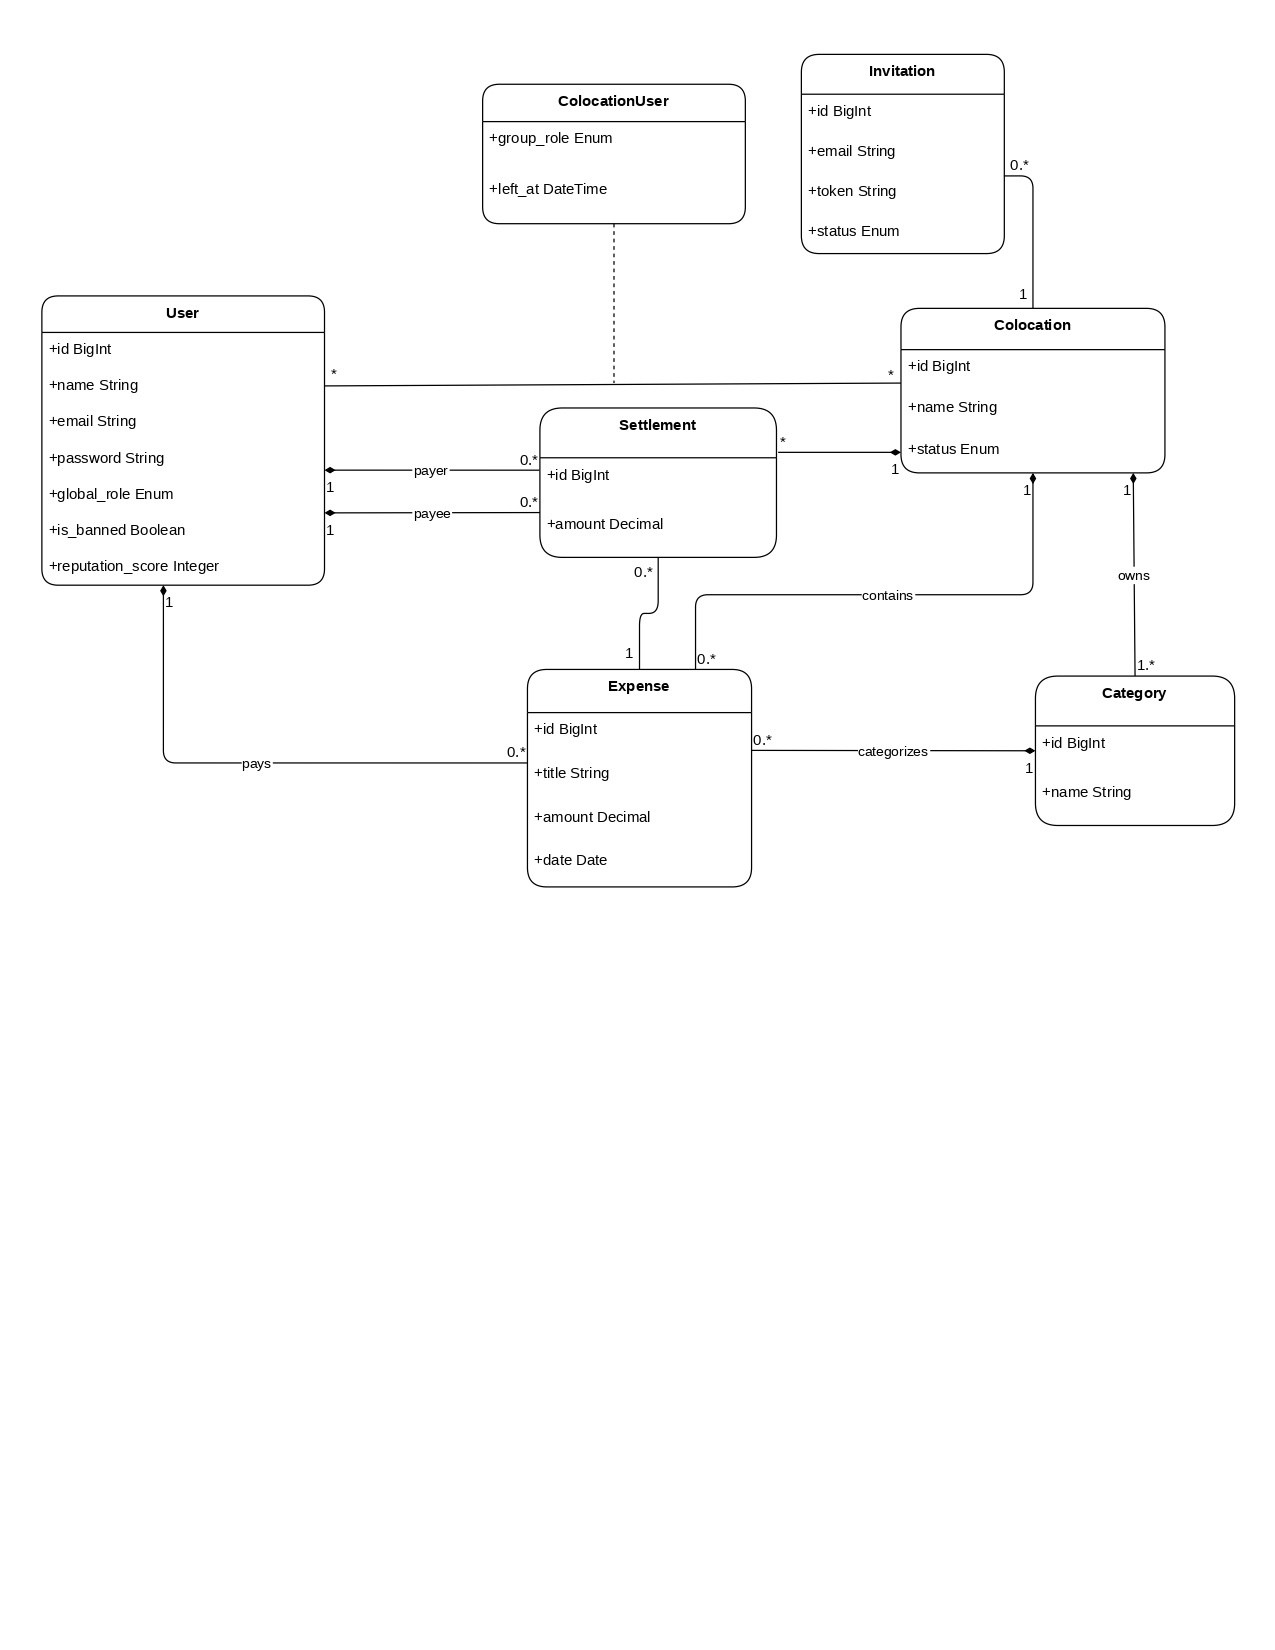 Invitation
+id BigInt
+email String
+token String
+status Enum
ColocationUser
+group_role Enum
+left_at DateTime
0..*
1
User
+id BigInt
+name String
+email String
+password String
+global_role Enum
+is_banned Boolean
+reputation_score Integer
Colocation
+id BigInt
+name String
+status Enum
*
*
Settlement
+id BigInt
+amount Decimal
*
1
payer
0..*
1
payee
0..*
1
1
1
0..*
contains
owns
1
1
0..*
1..*
Expense
+id BigInt
+title String
+amount Decimal
+date Date
Category
+id BigInt
+name String
pays
0..*
0..*
categorizes
1